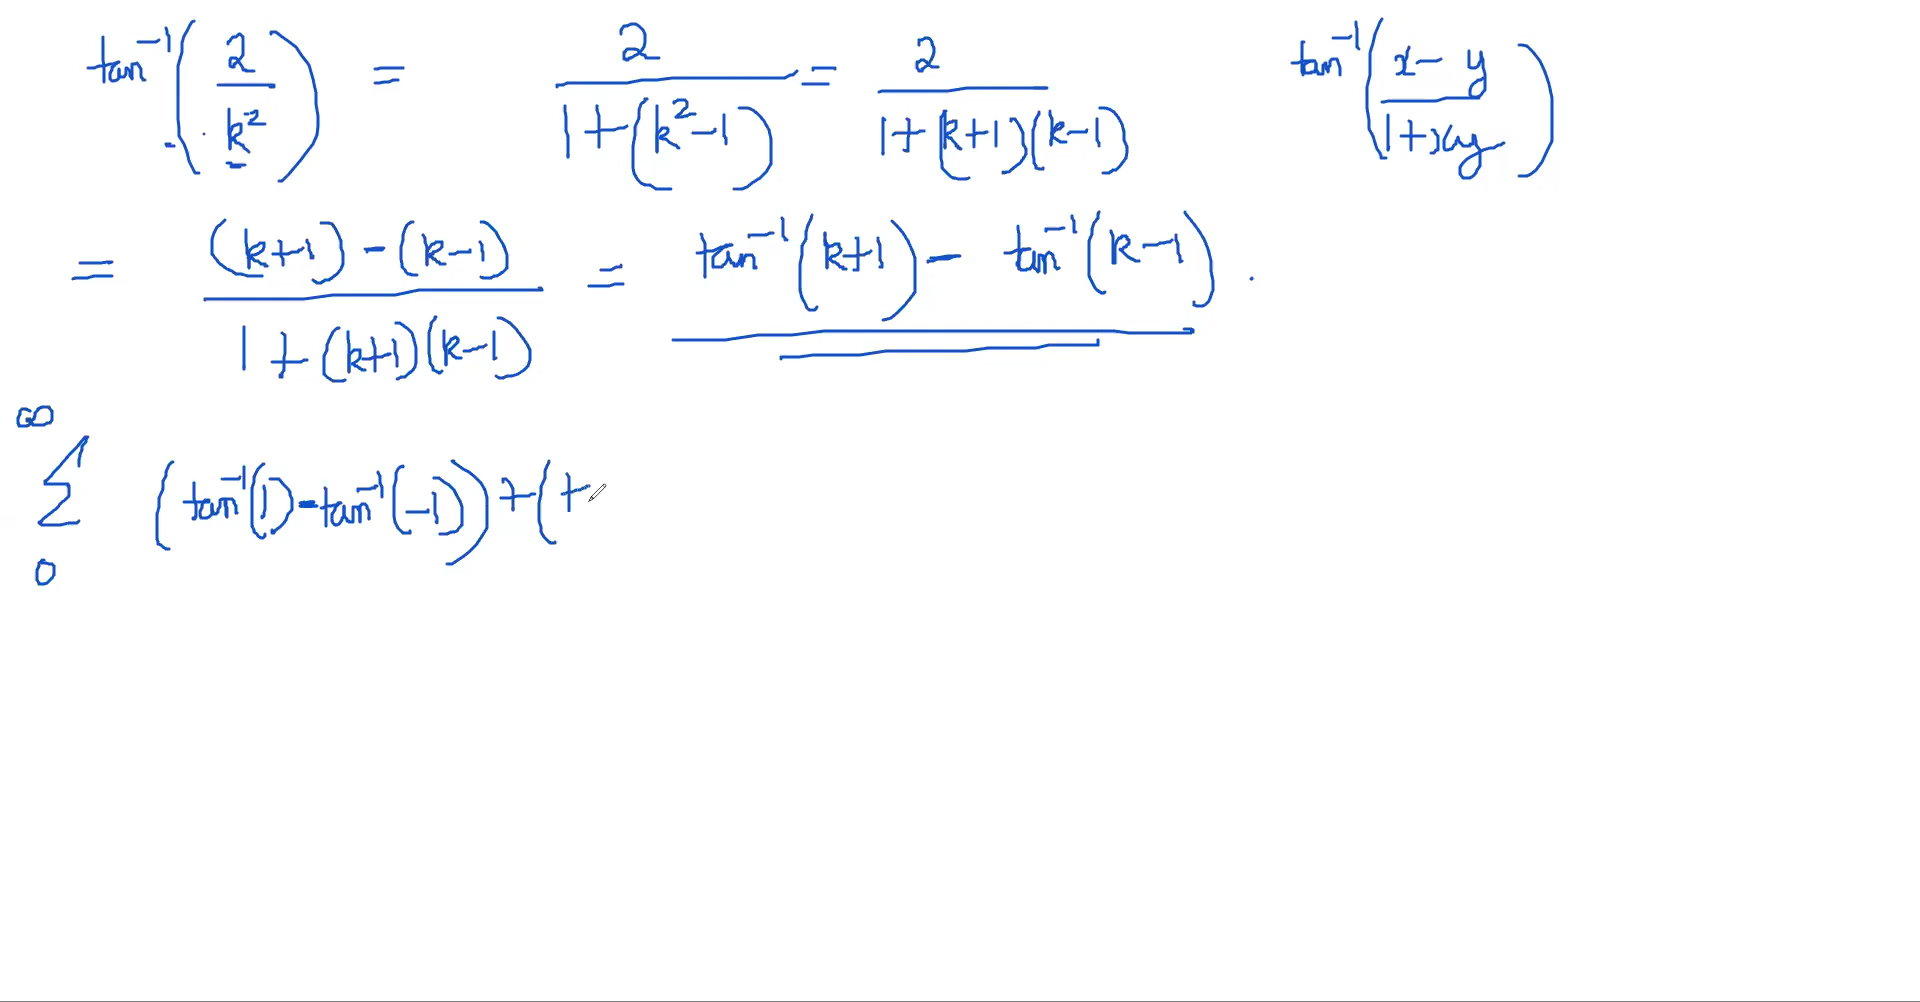 tan⁻¹(2/k²) = 2/(1+(k²-1)) = 2/(1+(k+1)(k-1)) tan⁻¹((x-y)/(1+xy))
= ((k+1)-(k-1))/(1+(k+1)(k-1)) = tan⁻¹(k+1) - tan⁻¹(k-1).
∞
Σ (tan⁻¹(1)-tan⁻¹(-1))+(t
0